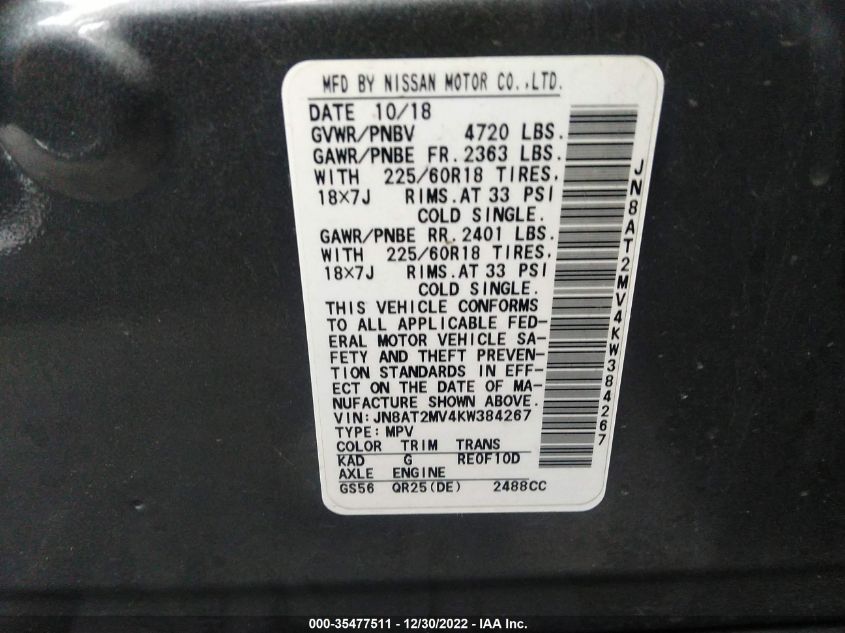 MFD BY NISSAN MOTOR CO.,LTD.
DATE 10/18
GVWR/PNBV 4720 LBS.
GAWR/PNBE FR. 2363 LBS.
WITH 225/60R18 TIRES,
18X7J RIMS.AT 33 PSI
COLD SINGLE.
GAWR/PNBE RR. 2401 LBS.
WITH 225/60R18 TIRES,
18X7J RIMS.AT 33 PSI
COLD SINGLE.
THIS VEHICLE CONFORMS
TO ALL APPLICABLE FED-
ERAL MOTOR VEHICLE SA-
FETY AND THEFT PREVEN-
TION STANDARDS IN EFF-
ECT ON THE DATE OF MA-
NUFACTURE SHOWN ABOVE.
VIN:JN8AT2MV4KW384267
TYPE:MPV
COLOR TRIM TRANS
KAD G RE0F10D
AXLE ENGINE
GS56 QR25(DE) 2488CC
JN8AT2MV4KW384267
000-35477511 - 12/30/2022 - IAA Inc.